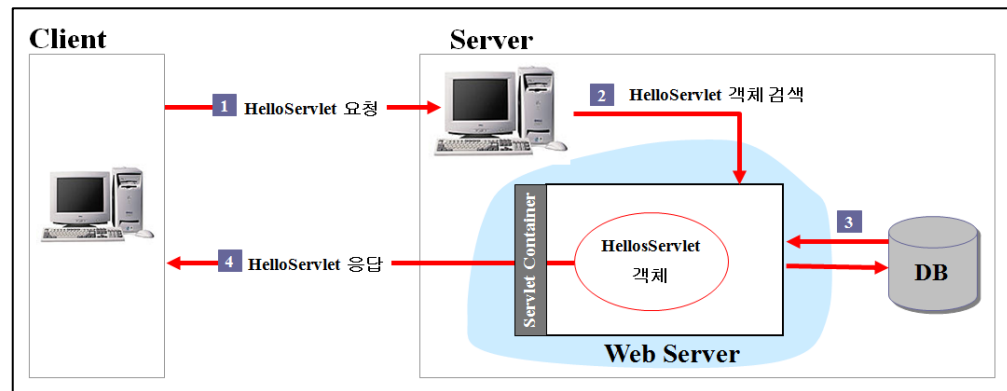 Client
Server
1 HelloServlet 요청
2 HelloServlet 객체 검색
Servlet Container
HellosServlet
객체
3
DB
4 HelloServlet 응답
Web Server